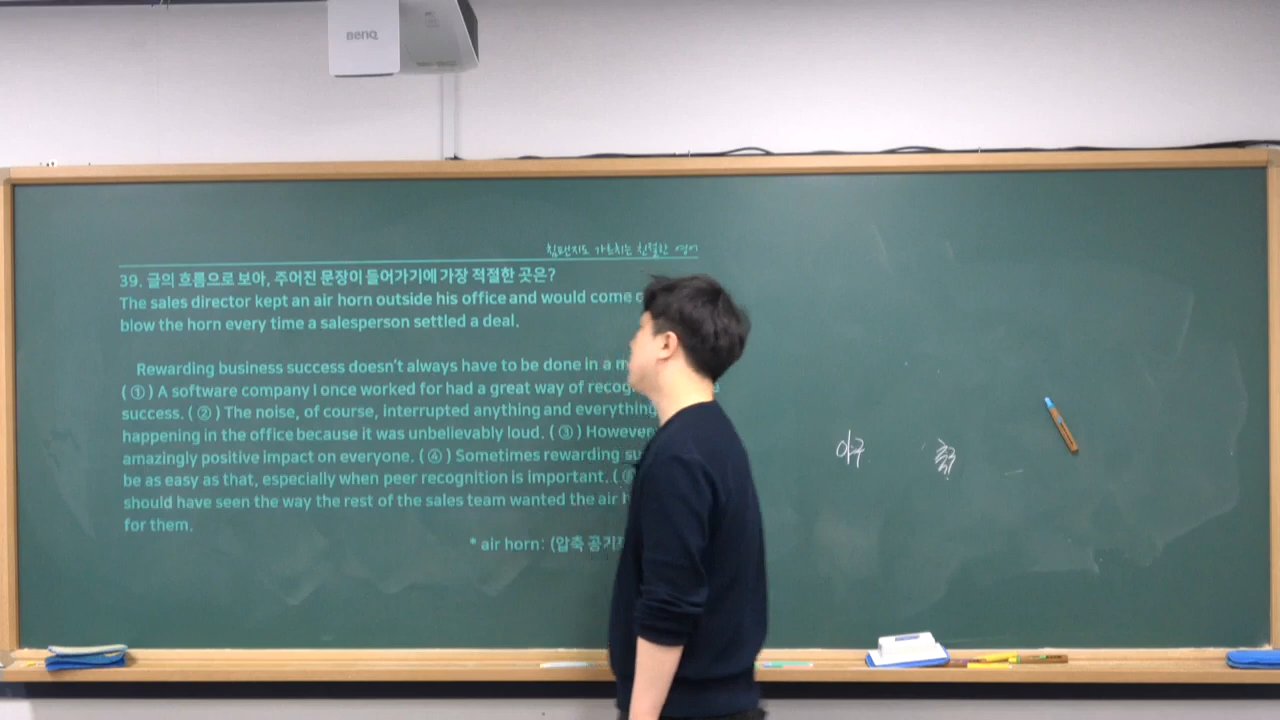 BenQ
침팬지도 가르치는 친절한 영어
39. 글의 흐름으로 보아, 주어진 문장이 들어가기에 가장 적절한 곳은?
The sales director kept an air horn outside his office and would come
blow the horn every time a salesperson settled a deal.
Rewarding business success doesn't always have to be done in a
( ① ) A software company I once worked for had a great way of
success. ( ② ) The noise, of course, interrupted anything and everything
happening in the office because it was unbelievably loud. ( ③ ) However
amazingly positive impact on everyone. ( ④ ) Sometimes rewarding
be as easy as that, especially when peer recognition is important. (
should have seen the way the rest of the sales team wanted the air
for them.
* air horn: (압축 공기
야구